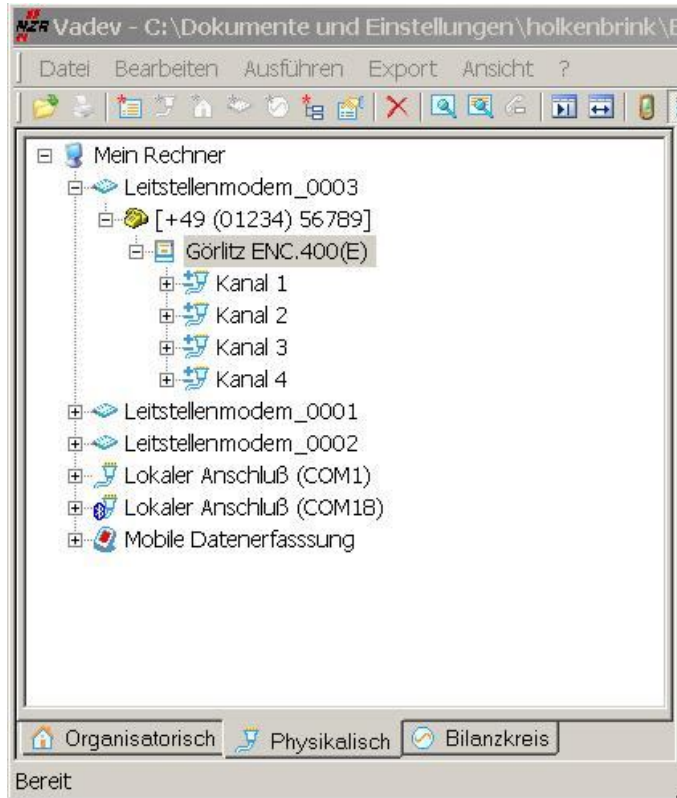 NZR Vadev - C:\Dokumente und Einstellungen\holkenbrink\E
Datei Bearbeiten Ausführen Export Ansicht ?
Mein Rechner
Leitstellenmodem_0003
[+49 (01234) 56789]
Görlitz ENC.400(E)
Kanal 1
Kanal 2
Kanal 3
Kanal 4
Leitstellenmodem_0001
Leitstellenmodem_0002
Lokaler Anschluß (COM1)
Lokaler Anschluß (COM18)
Mobile Datenerfasssung
Organisatorisch Physikalisch Bilanzkreis
Bereit